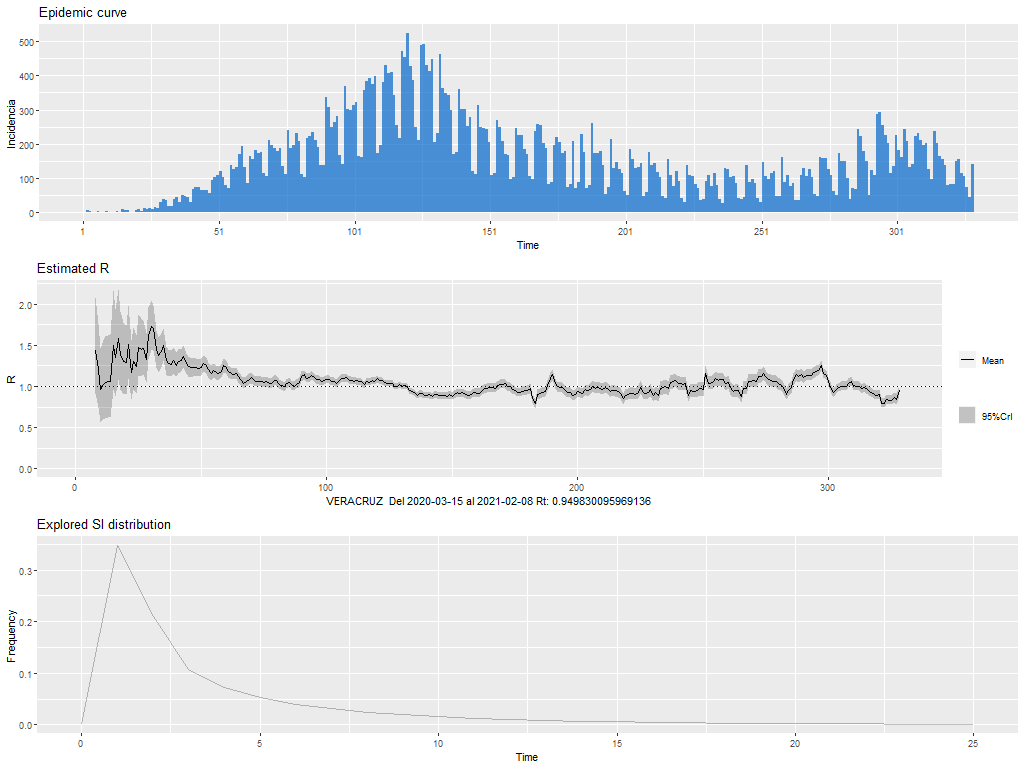 Epidemic curve
500
400
300
200
100
0
Incidencia
1 51 101 151 201 251 301
Time
Estimated R
2.0
1.5
1.0
0.5
0.0
R
Mean
95%CrI
0 100 200 300
VERACRUZ Del 2020-03-15 al 2021-02-08 Rt: 0.949830095969136
Explored SI distribution
0.3
0.2
0.1
0.0
Frequency
0 5 10 15 20 25
Time